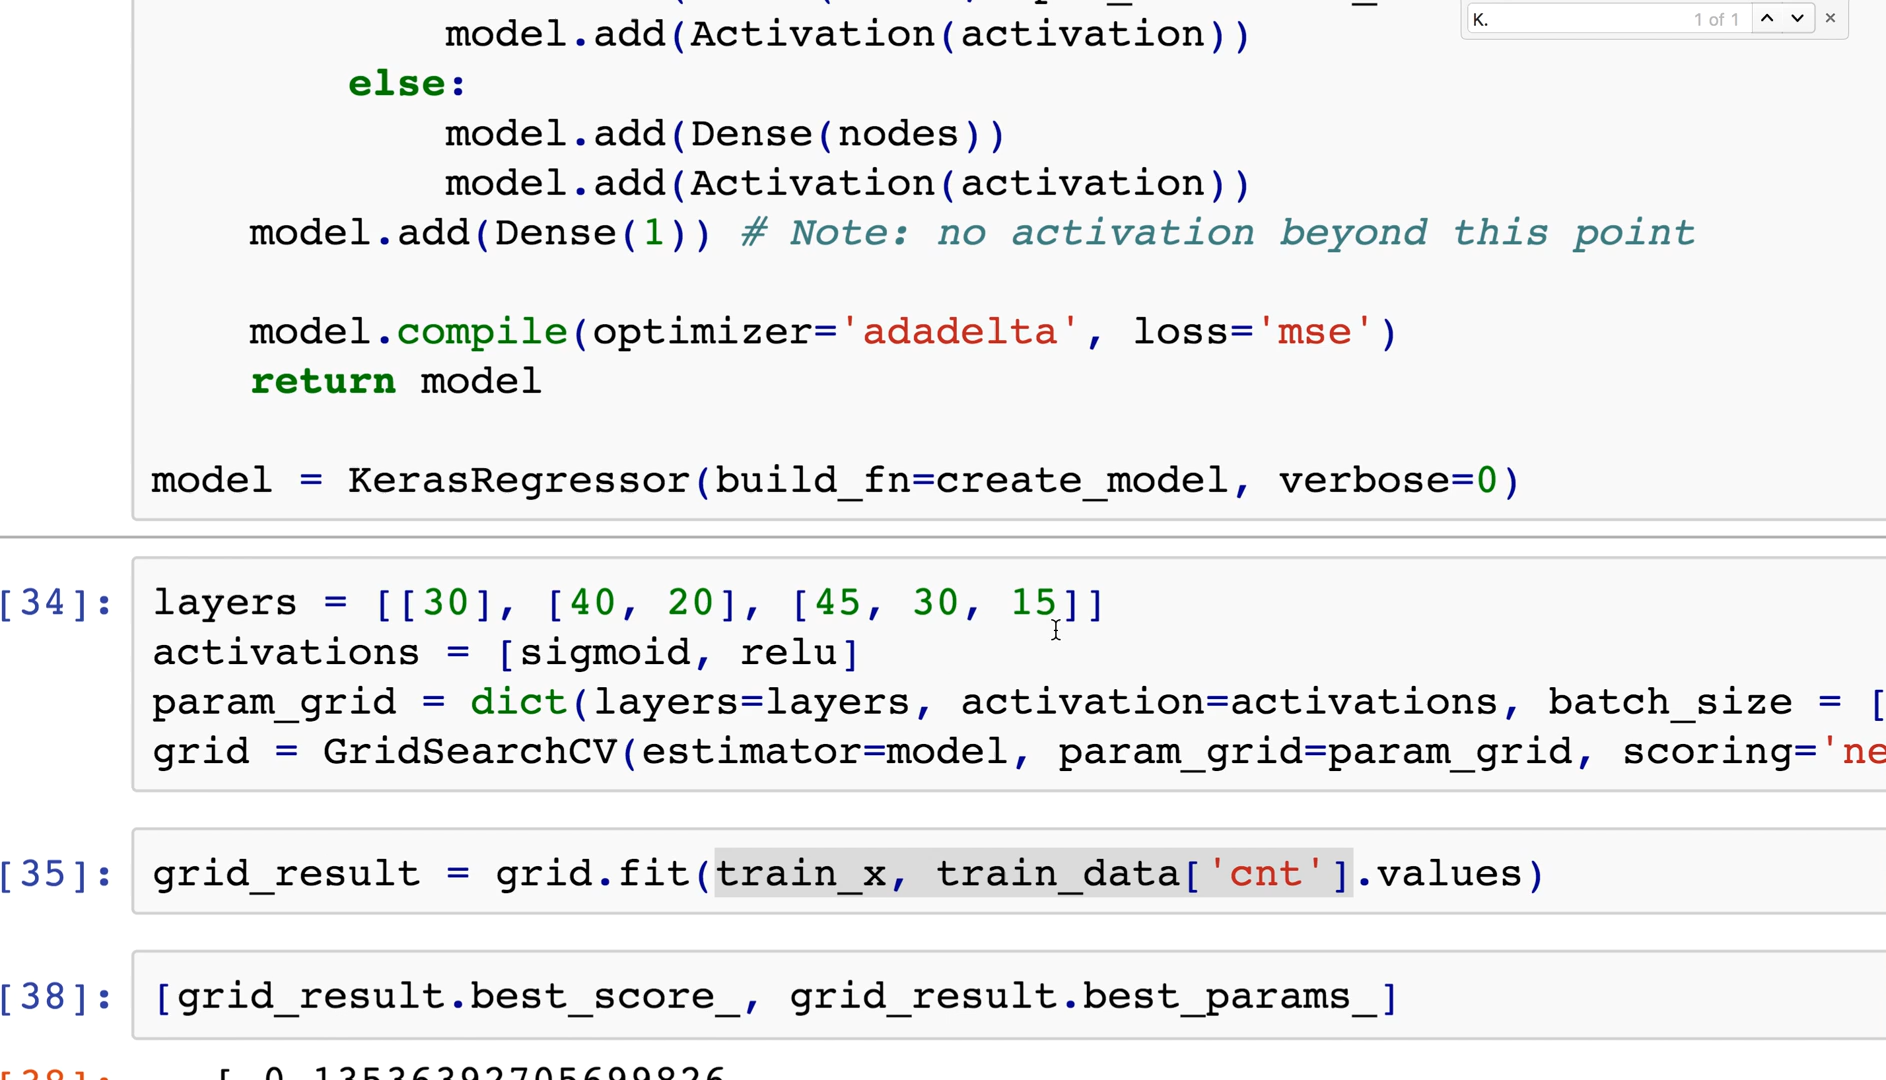 K. 1 of 1
model.add(Activation(activation))
else:
model.add(Dense(nodes))
model.add(Activation(activation))
model.add(Dense(1)) # Note: no activation beyond this point
model.compile(optimizer='adadelta', loss='mse')
return model
model = KerasRegressor(build_fn=create_model, verbose=0)
[34]: layers = [[30], [40, 20], [45, 30, 15]]
activations = [sigmoid, relu]
param_grid = dict(layers=layers, activation=activations, batch_size = [
grid = GridSearchCV(estimator=model, param_grid=param_grid, scoring='ne
[35]: grid_result = grid.fit(train_x, train_data['cnt'].values)
[38]: [grid_result.best_score_, grid_result.best_params_]